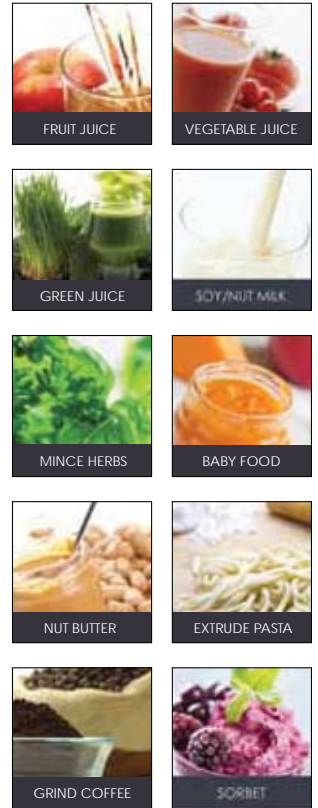 FRUIT JUICE
VEGETABLE JUICE
GREEN JUICE
SOY/NUT MILK
MINCE HERBS
BABY FOOD
NUT BUTTER
EXTRUDE PASTA
GRIND COFFEE
SORBET